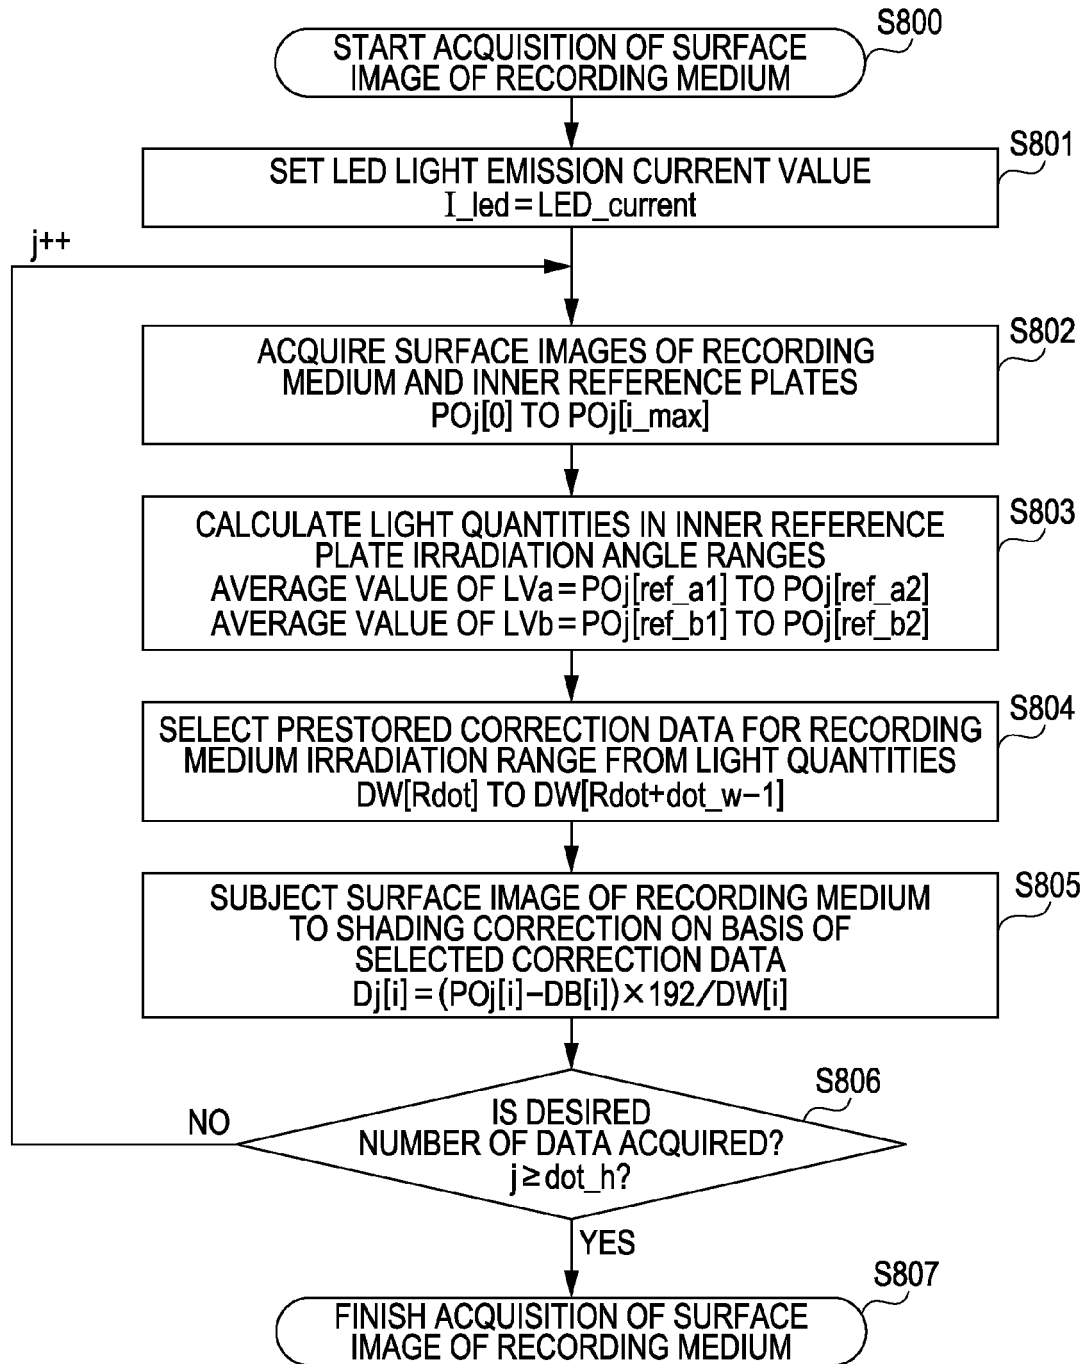 START ACQUISITION OF SURFACE
IMAGE OF RECORDING MEDIUM
S800
SET LED LIGHT EMISSION CURRENT VALUE
I_led=LED_current
S801
j++
ACQUIRE SURFACE IMAGES OF RECORDING
MEDIUM AND INNER REFERENCE PLATES
POj[0] TO POj[i_max]
S802
CALCULATE LIGHT QUANTITIES IN INNER REFERENCE
PLATE IRRADIATION ANGLE RANGES
AVERAGE VALUE OF LVa=POj[ref_a1] TO POj[ref_a2]
AVERAGE VALUE OF LVb=POj[ref_b1] TO POj[ref_b2]
S803
SELECT PRESTORED CORRECTION DATA FOR RECORDING
MEDIUM IRRADIATION RANGE FROM LIGHT QUANTITIES
DW[Rdot] TO DW[Rdot+dot_w−1]
S804
SUBJECT SURFACE IMAGE OF RECORDING MEDIUM
TO SHADING CORRECTION ON BASIS OF
SELECTED CORRECTION DATA
Dj[i]=(POj[i]−DB[i])×192/DW[i]
S805
IS DESIRED
NUMBER OF DATA ACQUIRED?
j≥dot_h?
S806
NO
YES
FINISH ACQUISITION OF SURFACE
IMAGE OF RECORDING MEDIUM
S807